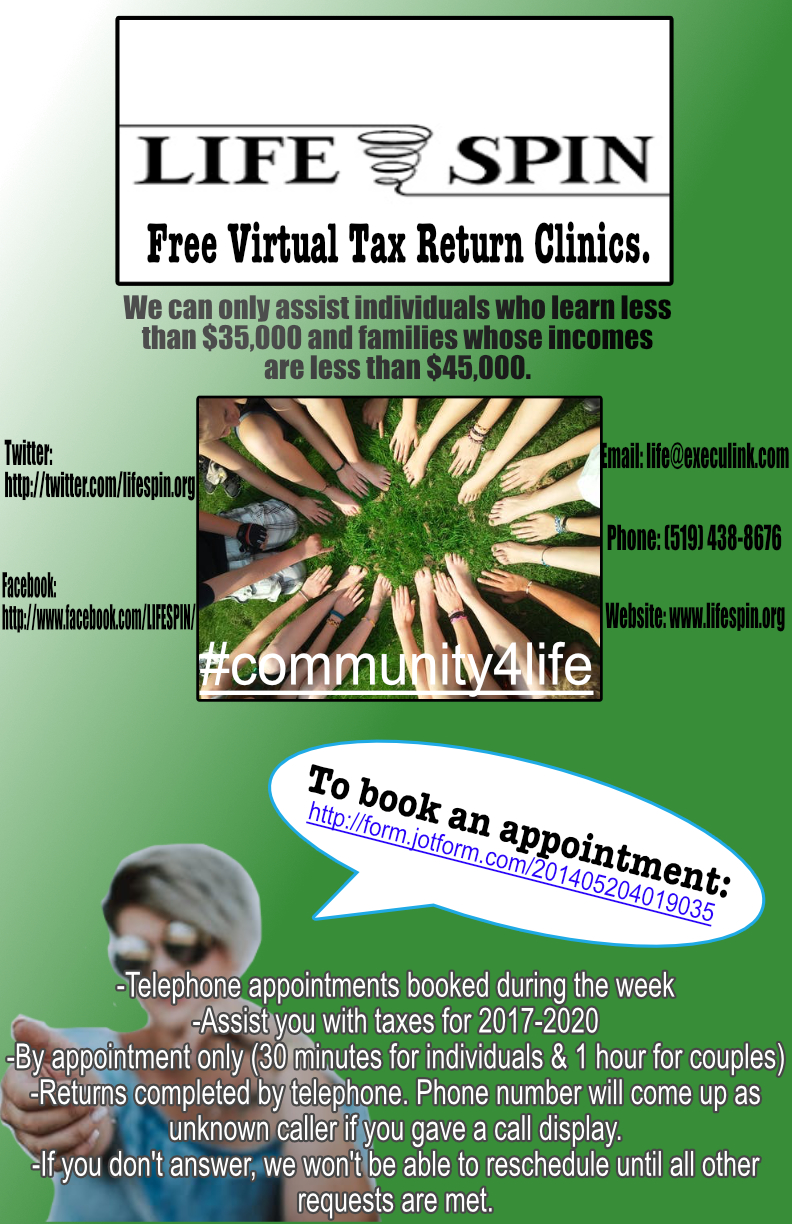 LIFE SPIN
Free Virtual Tax Return Clinics.
We can only assist individuals who learn less
than $35,000 and families whose incomes
are less than $45,000.
Twitter:
http://twitter.com/lifespin.org
Facebook:
http://www.facebook.com/LIFESPIN/
Email: life@execulink.com
Phone: (519) 438-8676
Website: www.lifespin.org
#community4life
To book an appointment:
http://form.jotform.com/201405204019035
-Telephone appointments booked during the week
-Assist you with taxes for 2017-2020
-By appointment only (30 minutes for individuals & 1 hour for couples)
-Returns completed by telephone. Phone number will come up as
unknown caller if you gave a call display.
-If you don't answer, we won't be able to reschedule until all other
requests are met.